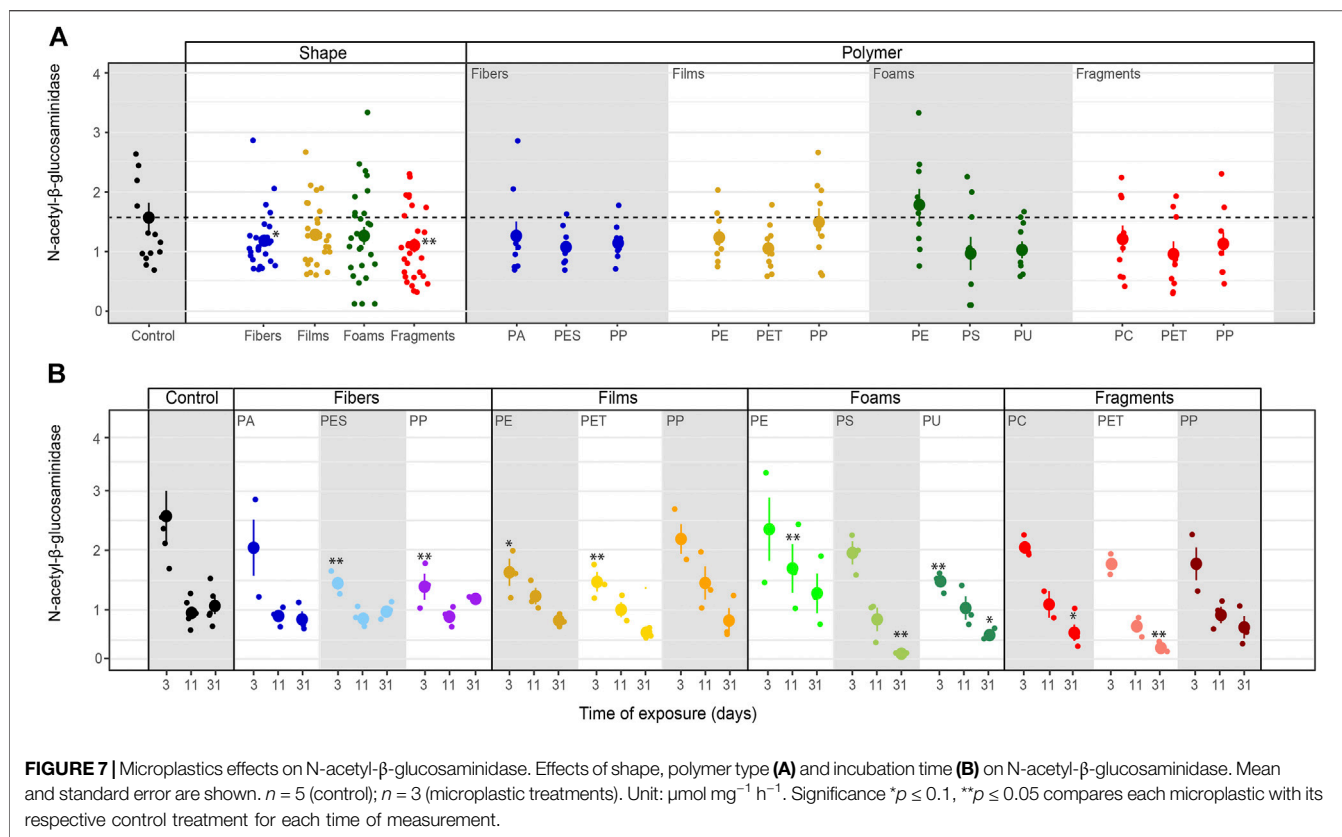 A
Shape Polymer
Fibers Films Foams Fragments
N-acetyl-β-glucosaminidase
4
3
2
1
0
*
**
Control Fibers Films Foams Fragments PA PES PP PE PET PP PE PS PU PC PET PP
B
Control Fibers Films Foams Fragments
PA PES PP PE PET PP PE PS PU PC PET PP
N-acetyl-β-glucosaminidase
4
3
2
1
0
** ** * ** ** ** ** * * **
3 11 31 3 11 31 3 11 31 3 11 31 3 11 31 3 11 31 3 11 31 3 11 31 3 11 31 3 11 31 3 11 31 3 11 31 3 11 31
Time of exposure (days)
FIGURE 7 | Microplastics effects on N-acetyl-β-glucosaminidase. Effects of shape, polymer type (A) and incubation time (B) on N-acetyl-β-glucosaminidase. Mean
and standard error are shown. n = 5 (control); n = 3 (microplastic treatments). Unit: μmol mg⁻¹ h⁻¹. Significance *p ≤ 0.1, **p ≤ 0.05 compares each microplastic with its
respective control treatment for each time of measurement.